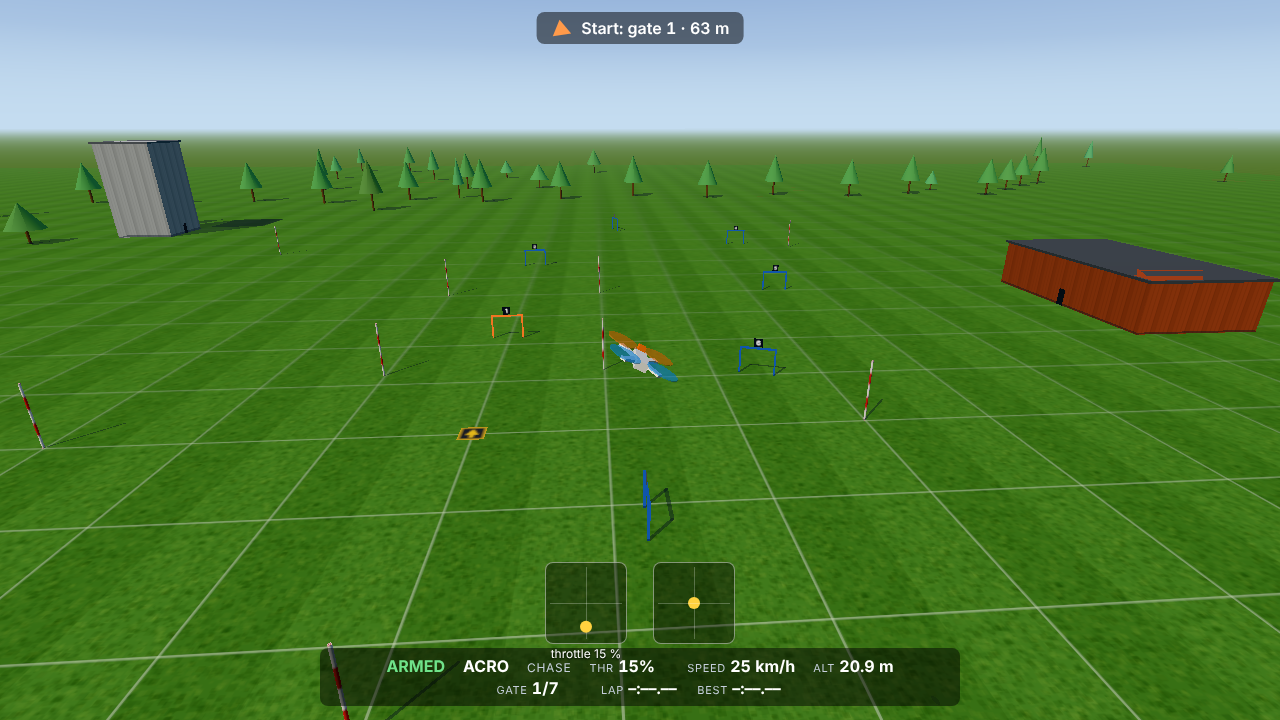 Start: gate 1 · 63 m
throttle 15 %
ARMED ACRO CHASE THR 15% SPEED 25 km/h ALT 20.9 m
GATE 1/7 LAP –:––.–– BEST –:––.––